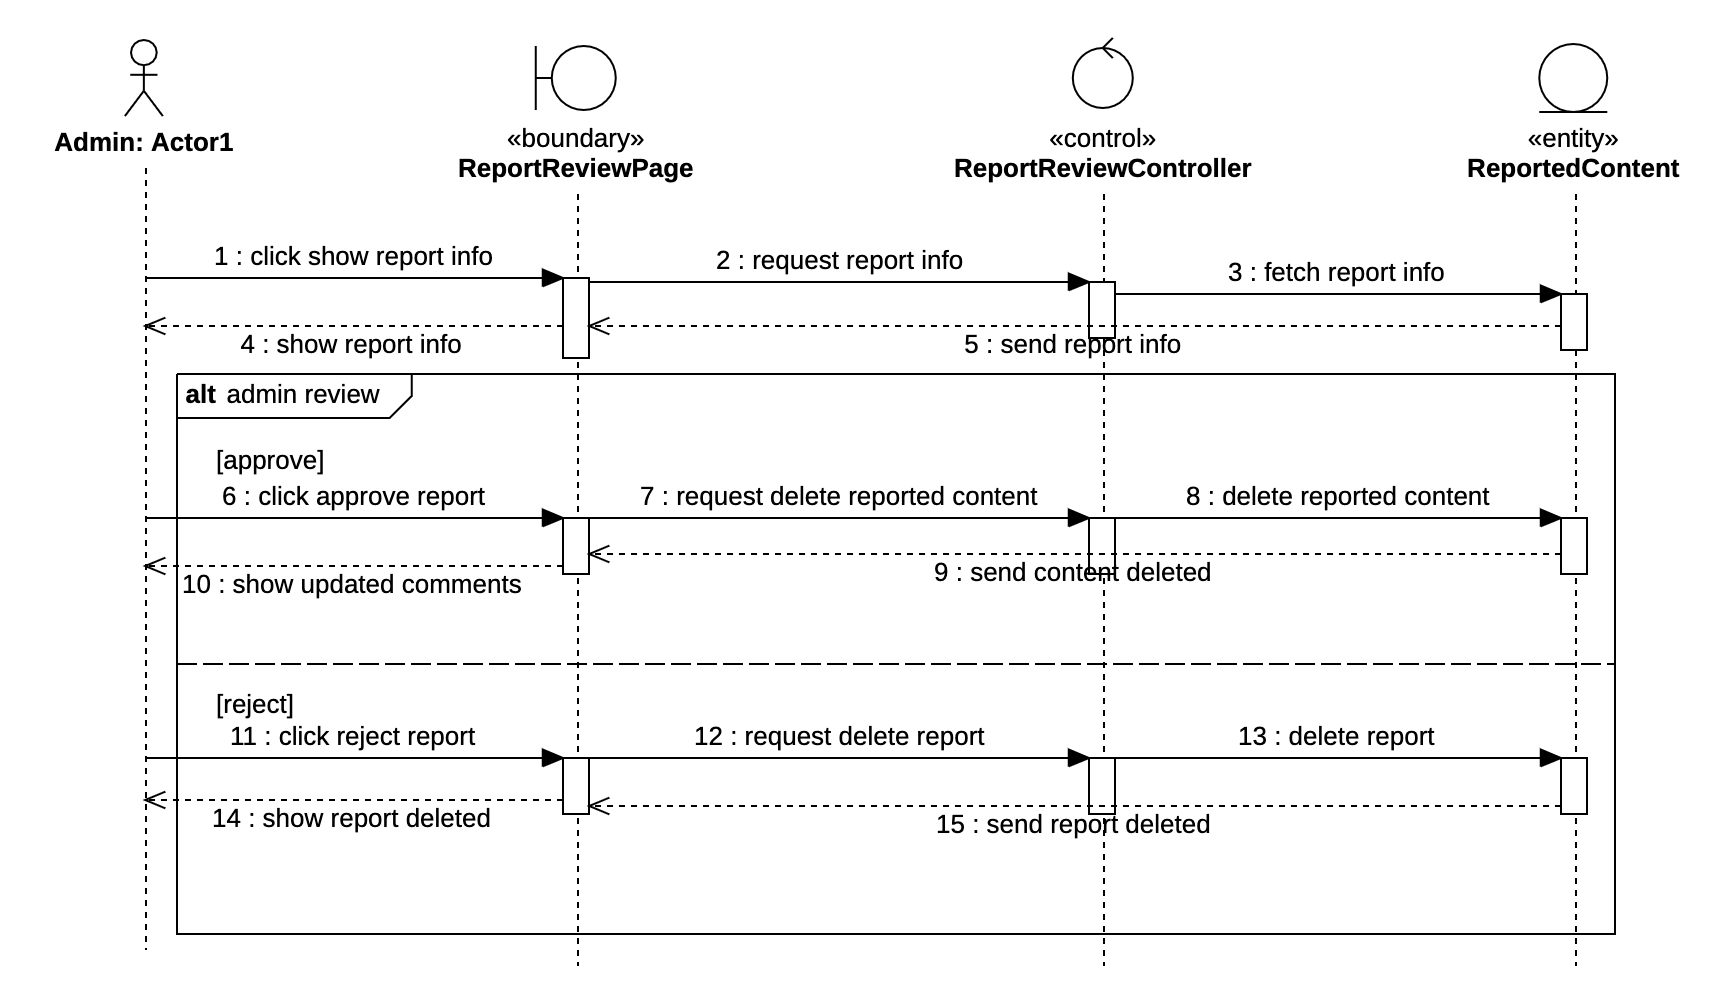 Admin: Actor1
«boundary»
ReportReviewPage
«control»
ReportReviewController
«entity»
ReportedContent
1 : click show report info
2 : request report info
3 : fetch report info
4 : show report info
5 : send report info
alt admin review
[approve]
6 : click approve report
7 : request delete reported content
8 : delete reported content
9 : send content deleted
10 : show updated comments
[reject]
11 : click reject report
12 : request delete report
13 : delete report
14 : show report deleted
15 : send report deleted